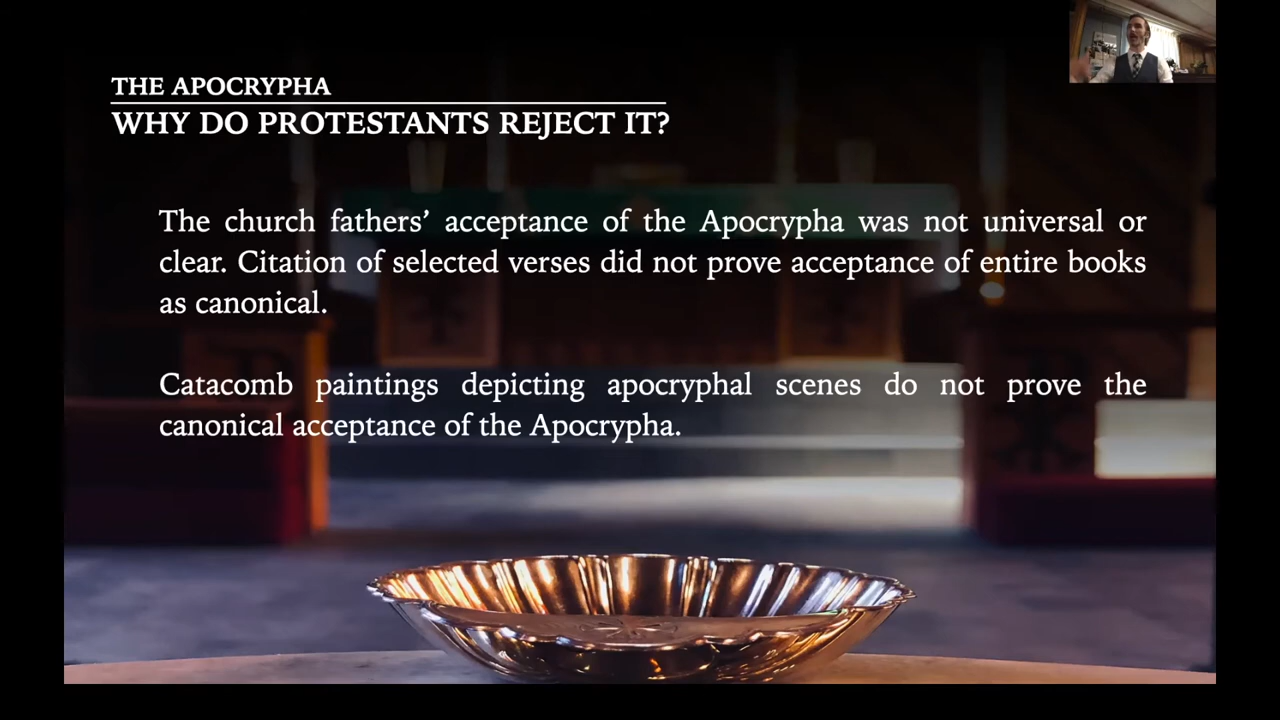 THE APOCRYPHA
WHY DO PROTESTANTS REJECT IT?
The church fathers’ acceptance of the Apocrypha was not universal or
clear. Citation of selected verses did not prove acceptance of entire books
as canonical.
Catacomb paintings depicting apocryphal scenes do not prove the
canonical acceptance of the Apocrypha.